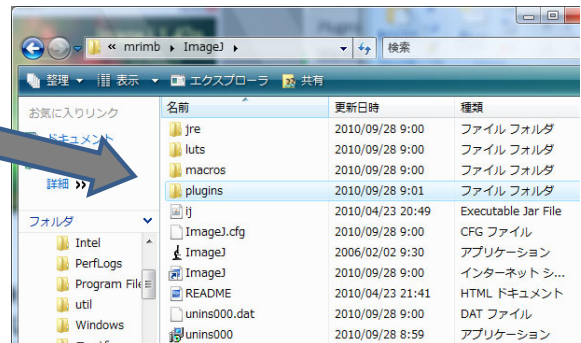 « mrimb ▸ ImageJ ▸ 検索
整理 表示 エクスプローラ 共有
お気に入りリンク 名前 更新日時 種類
ドキュメント jre 2010/09/28 9:00 ファイル フォルダ
luts 2010/09/28 9:00 ファイル フォルダ
macros 2010/09/28 9:00 ファイル フォルダ
詳細 » plugins 2010/09/28 9:01 ファイル フォルダ
ij 2010/04/23 20:49 Executable Jar File
フォルダ ImageJ.cfg 2010/09/28 9:00 CFG ファイル
Intel ImageJ 2006/02/02 9:30 アプリケーション
PerfLogs ImageJ 2010/09/28 9:00 インターネット シ...
Program File README 2010/04/23 21:41 HTML ドキュメント
util unins000.dat 2010/09/28 9:00 DAT ファイル
Windows unins000 2010/09/28 8:59 アプリケーション